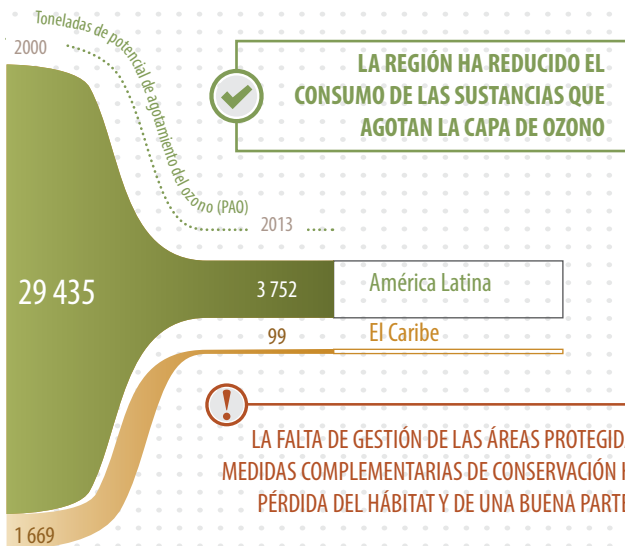 2000
Toneladas de potencial de agotamiento del ozono (PAO)
2013
LA REGIÓN HA REDUCIDO EL
CONSUMO DE LAS SUSTANCIAS QUE
AGOTAN LA CAPA DE OZONO
29 435
3 752
América Latina
99
El Caribe
1 669
LA FALTA DE GESTIÓN DE LAS ÁREAS PROTEGIDA
MEDIDAS COMPLEMENTARIAS DE CONSERVACIÓN
PÉRDIDA DEL HÁBITAT Y DE UNA BUENA PARTE